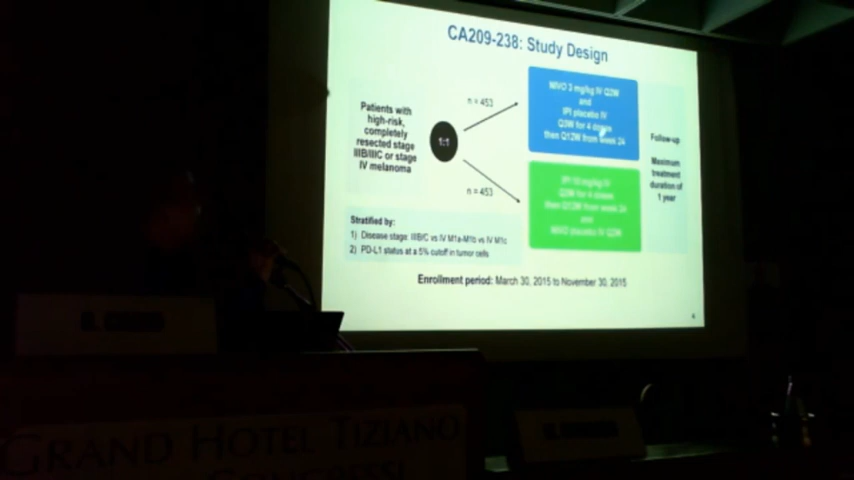 CA209-238: Study Design
Patients with
high-risk,
completely
resected stage
IIIB/IIIC or stage
IV melanoma
1:1
n = 453
n = 453
NIVO 3 mg/kg IV Q2W
and
IPI placebo IV
Q3W for 4 doses
then Q12W from week 24
IPI 10 mg/kg IV
Q3W for 4 doses
then Q12W from week 24
and
NIVO placebo IV Q2W
Follow-up
Maximum
treatment
duration of
1 year
Stratified by:
1) Disease stage: IIIB/C vs IV M1a-M1b vs IV M1c
2) PD-L1 status at a 5% cutoff in tumor cells
Enrollment period: March 30, 2015 to November 30, 2015
4
GRAND HOTEL TIZIANO
CONGRESSI